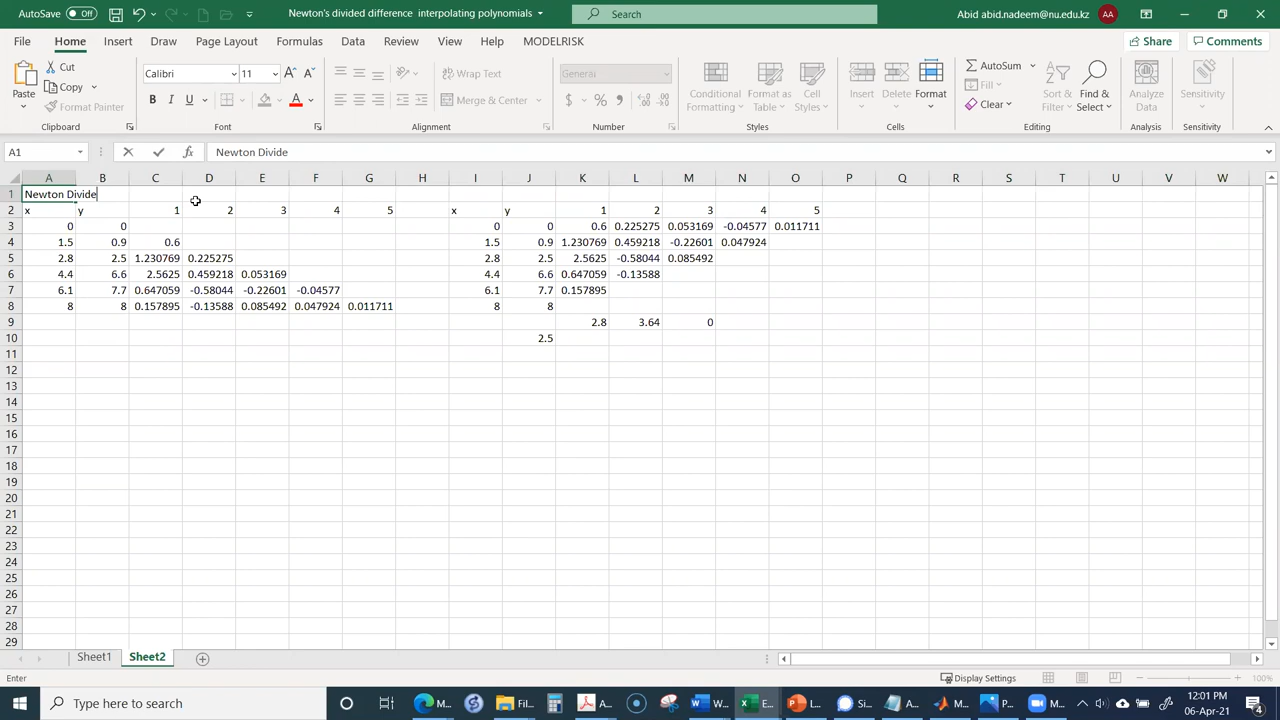 AutoSave Off Newton's divided difference interpolating polynomials Search Abid abid.nadeem@nu.edu.kz AA
File Home Insert Draw Page Layout Formulas Data Review View Help MODELRISK Share Comments
Paste Cut Copy Format Painter Calibri 11 Wrap Text Merge & Center General Conditional Formatting Format as Table Cell Styles Insert Delete Format AutoSum Fill Clear Sort & Filter Find & Select Analyze Data Sensitivity
Clipboard Font Alignment Number Styles Cells Editing Analysis Sensitivity
A1 fx Newton Divide
A B C D E F G H I J K L M N O P Q R S T U V W
1 Newton Divide
2 x y 1 2 3 4 5 x y 1 2 3 4 5
3 0 0 0 0 0.6 0.225275 0.053169 -0.04577 0.011711
4 1.5 0.9 0.6 1.5 0.9 1.230769 0.459218 -0.22601 0.047924
5 2.8 2.5 1.230769 0.225275 2.8 2.5 2.5625 -0.58044 0.085492
6 4.4 6.6 2.5625 0.459218 0.053169 4.4 6.6 0.647059 -0.13588
7 6.1 7.7 0.647059 -0.58044 -0.22601 -0.04577 6.1 7.7 0.157895
8 8 8 0.157895 -0.13588 0.085492 0.047924 0.011711 8 8
9 2.8 3.64 0
10 2.5
11
12
13
14
15
16
17
18
19
20
21
22
23
24
25
26
27
28
29
Sheet1 Sheet2
Enter Display Settings 100%
Type here to search M... Fil... A... W... E... L... Si... A... M... P... ENG 12:01 PM
06-Apr-21